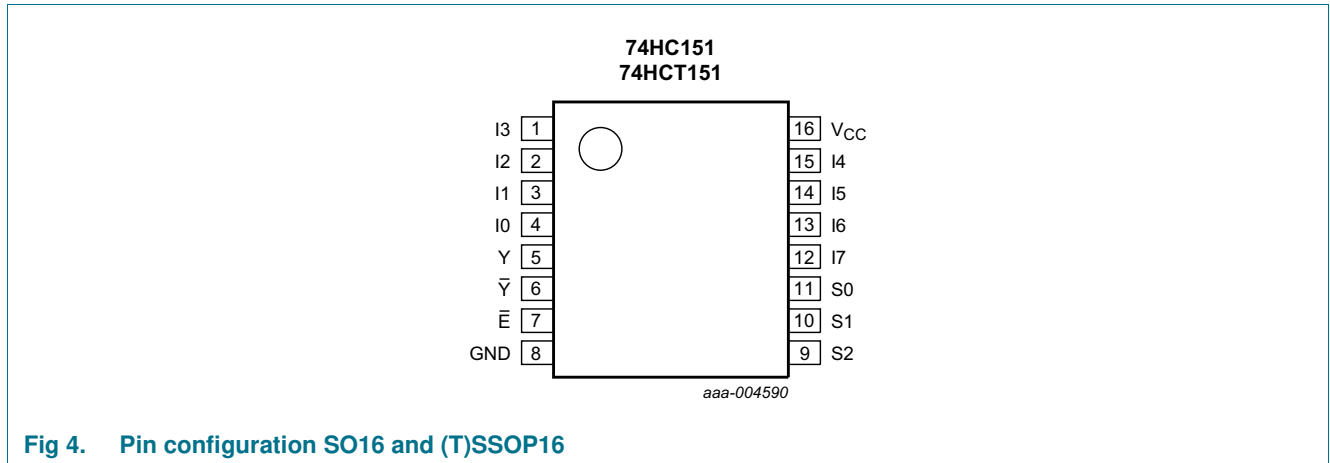 74HC151
74HCT151
I3 1 16 VCC
I2 2 15 I4
I1 3 14 I5
I0 4 13 I6
Y 5 12 I7
Y̅ 6 11 S0
E̅ 7 10 S1
GND 8 9 S2
aaa-004590
Fig 4. Pin configuration SO16 and (T)SSOP16